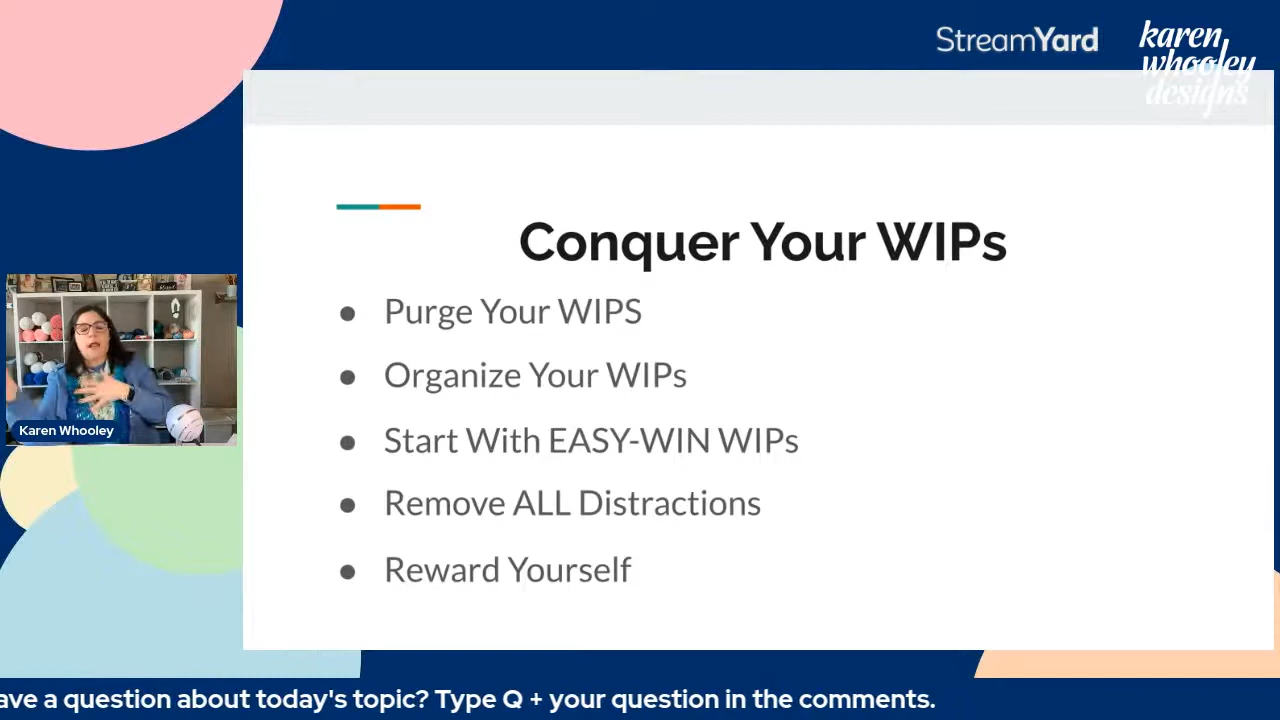 StreamYard
karen
whooley
designs
Conquer Your WIPs
● Purge Your WIPS
● Organize Your WIPs
● Start With EASY-WIN WIPs
● Remove ALL Distractions
● Reward Yourself
Karen Whooley
ave a question about today's topic? Type Q + your question in the comments.